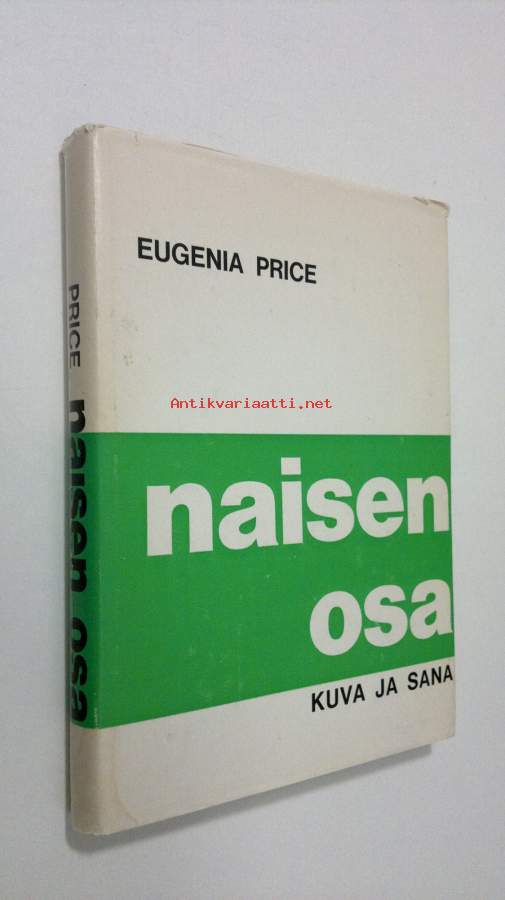 EUGENIA PRICE
Antikvariaatti.net
naisen
osa
KUVA JA SANA
PRICE naisen osa